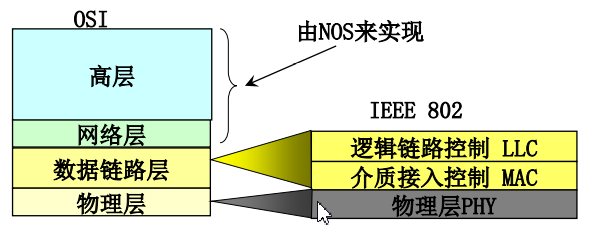 OSI
由NOS来实现
高层
IEEE 802
网络层
逻辑链路控制 LLC
数据链路层
介质接入控制 MAC
物理层
物理层PHY